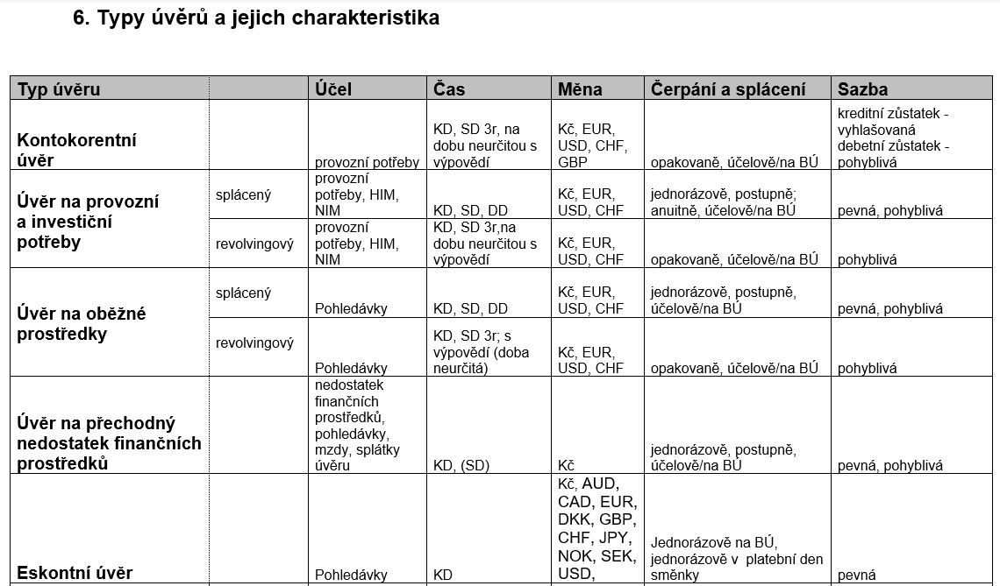 6. Typy úvěrů a jejich charakteristika
Typ úvěru Účel Čas Měna Čerpání a splácení Sazba
Kontokorentní
úvěr
provozní potřeby
KD, SD 3r, na
dobu neurčitou s
výpovědí
Kč, EUR,
USD, CHF,
GBP
opakovaně, účelově/na BÚ
kreditní zůstatek -
vyhlašovaná
debetní zůstatek -
pohyblivá
Úvěr na provozní
a investiční
potřeby
splácený
provozní
potřeby, HIM,
NIM
KD, SD, DD
Kč, EUR,
USD, CHF
jednorázově, postupně;
anuitně, účelově/na BÚ
pevná, pohyblivá
revolvingový
provozní
potřeby, HIM,
NIM
KD, SD 3r,na
dobu neurčitou s
výpovědí
Kč, EUR,
USD, CHF
opakovaně, účelově/na BÚ
pohyblivá
Úvěr na oběžné
prostředky
splácený
Pohledávky
KD, SD, DD
Kč, EUR,
USD, CHF
jednorázově, postupně,
účelově/na BÚ
pevná, pohyblivá
revolvingový
Pohledávky
KD, SD 3r; s
výpovědí (doba
neurčitá)
Kč, EUR,
USD, CHF
opakovaně, účelově/na BÚ
pohyblivá
Úvěr na přechodný
nedostatek finančních
prostředků
nedostatek
finančních
prostředků,
pohledávky,
mzdy, splátky
úvěru
KD, (SD)
Kč
jednorázově, postupně,
účelově/na BÚ
pevná, pohyblivá
Eskontní úvěr
Pohledávky
KD
Kč, AUD,
CAD, EUR,
DKK, GBP,
CHF, JPY,
NOK, SEK,
USD,
Jednorázově na BÚ,
jednorázově v platební den
směnky
pevná